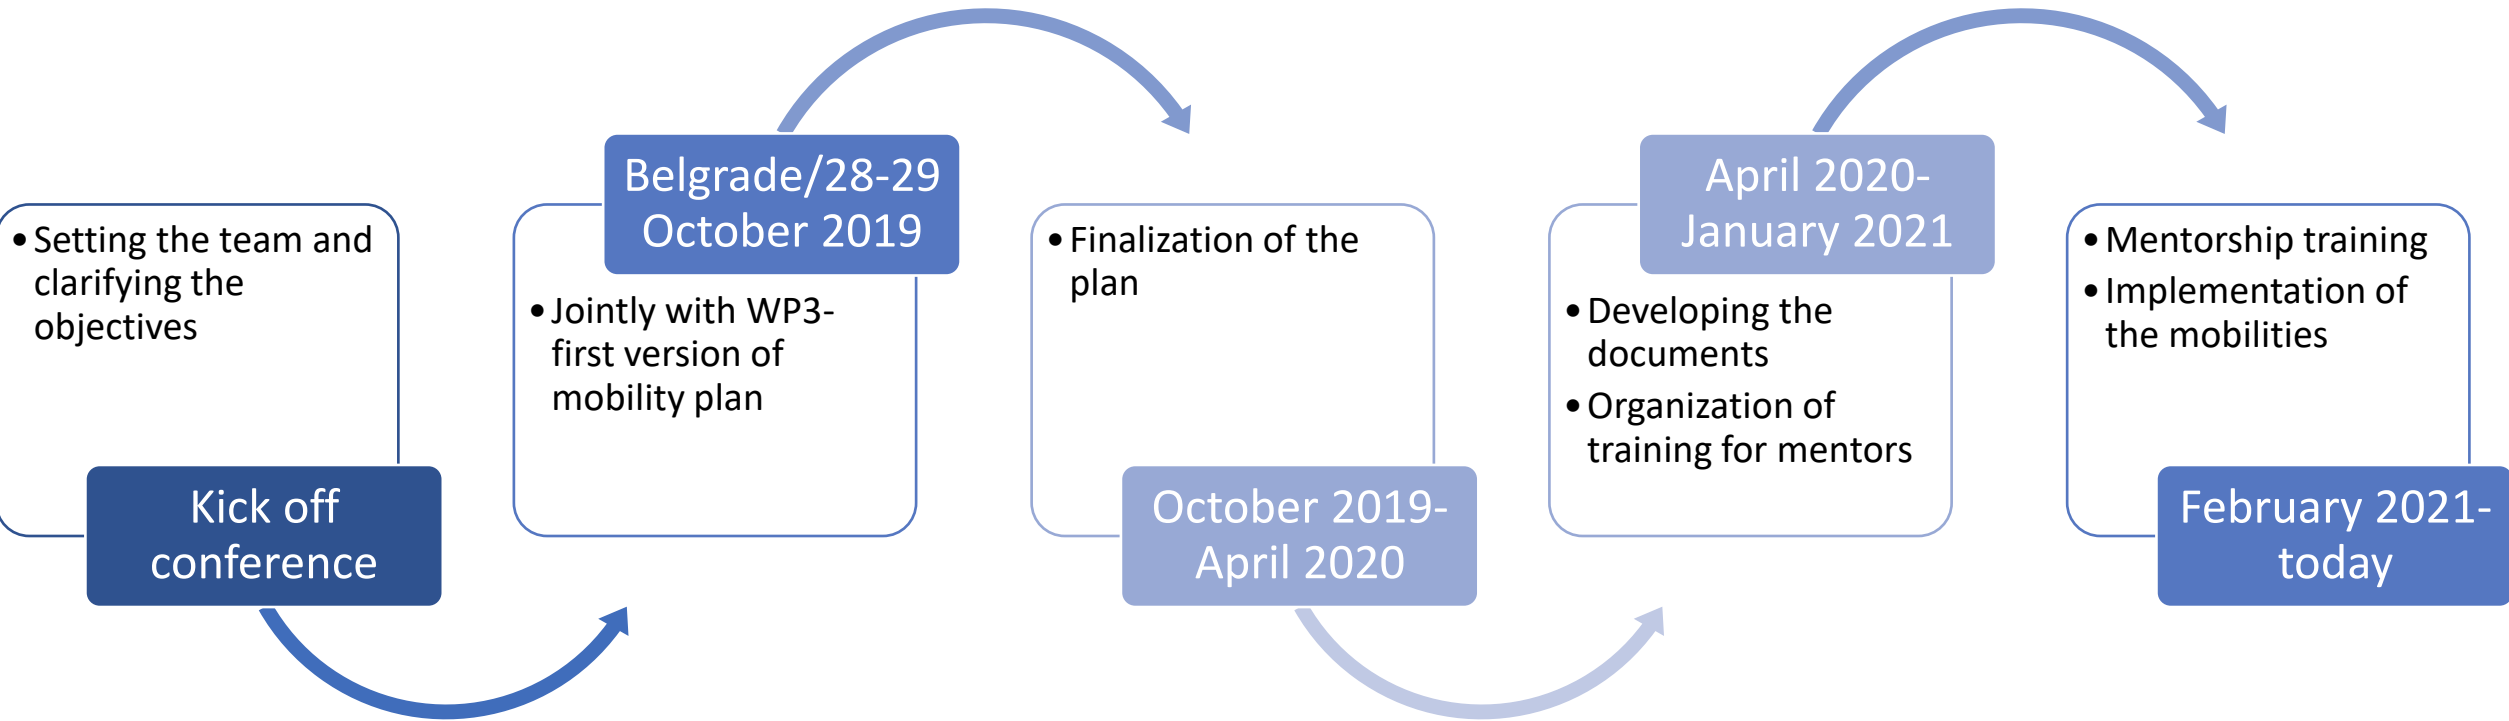 • Setting the team and
clarifying the
objectives
Kick off
conference
Belgrade/28-29
October 2019
• Jointly with WP3-
first version of
mobility plan
• Finalization of the
plan
October 2019-
April 2020
April 2020-
January 2021
• Developing the
documents
• Organization of
training for mentors
• Mentorship training
• Implementation of
the mobilities
February 2021-
today